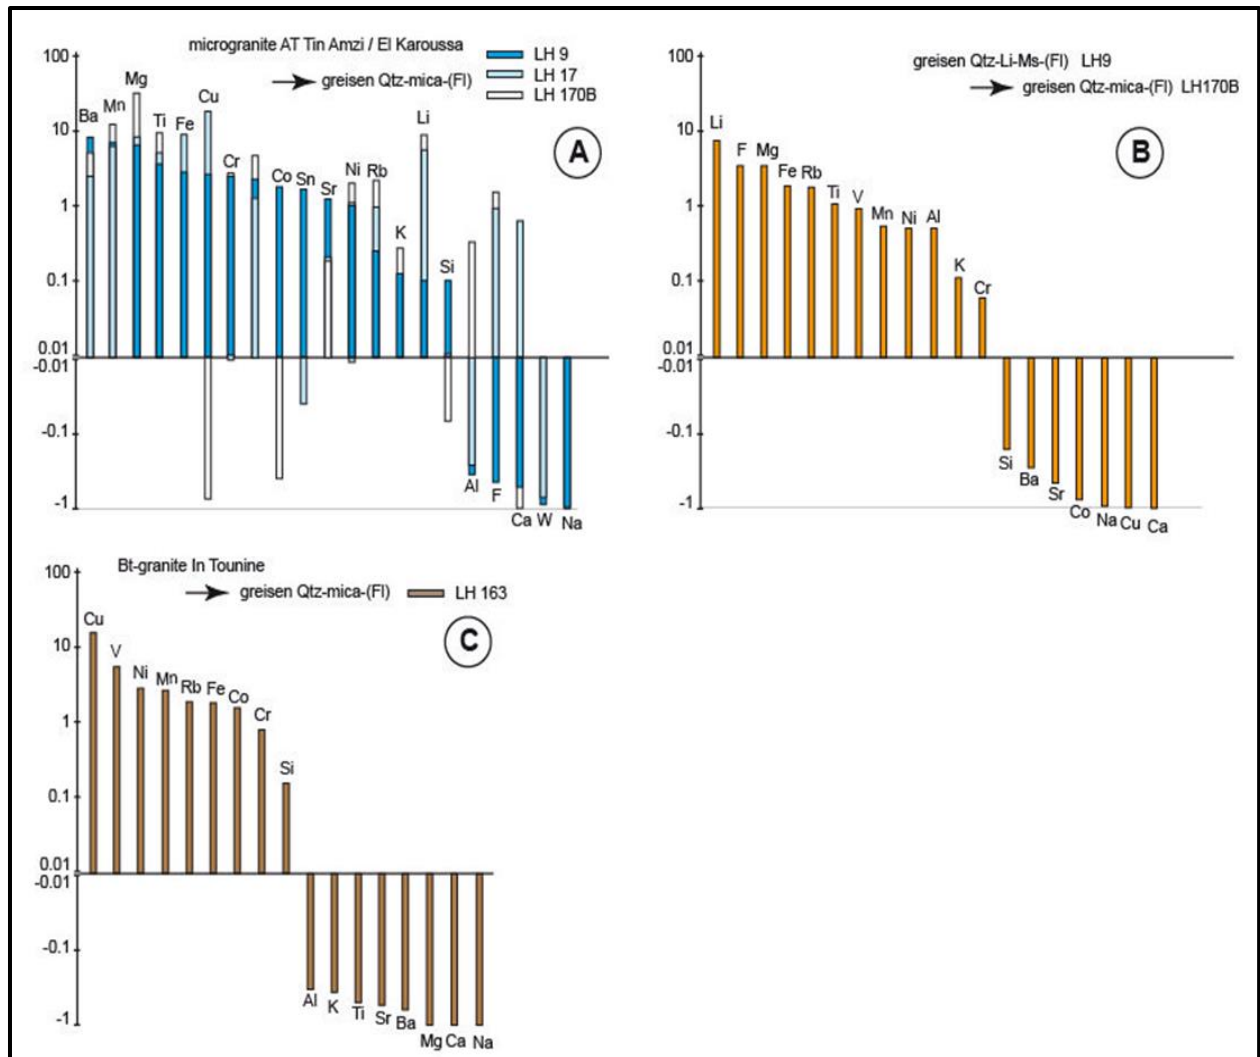 microgranite AT Tin Amzi / El Karoussa
greisen Qtz-mica-(Fl)
LH 9
LH 17
LH 170B
A
100
10
1
0.1
0.01
-0.01
-0.1
-1
Ba
Mn
Mg
Ti
Fe
Cu
Cr
Co
Sn
Sr
Ni
Rb
K
Li
Si
Al
F
Ca
W
Na
greisen Qtz-Li-Ms-(Fl) LH9
greisen Qtz-mica-(Fl) LH170B
B
100
10
1
0.1
0.01
-0.01
-0.1
-1
Li
F
Mg
Fe
Rb
Ti
V
Mn
Ni
Al
K
Cr
Si
Ba
Sr
Co
Na
Cu
Ca
Bt-granite In Tounine
greisen Qtz-mica-(Fl)
LH 163
C
100
10
1
0.1
0.01
-0.01
-0.1
-1
Cu
V
Ni
Mn
Rb
Fe
Co
Cr
Si
Al
K
Ti
Sr
Ba
Mg
Ca
Na